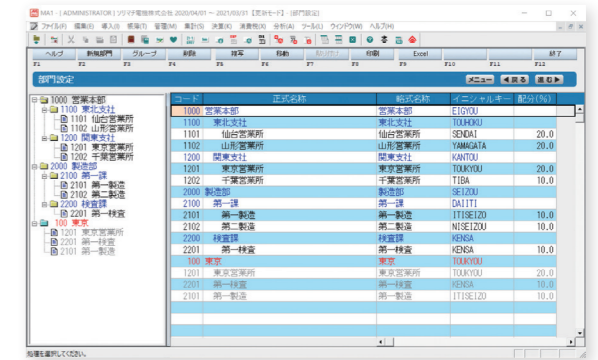 MA1 - [ ADMINISTRATOR ] ソリマチ電機株式会社 2020/04/01 ～ 2021/03/31 【更新モード】 - [部門設定]
ファイル(F) 編集(E) 導入(I) 帳票(T) 管理(M) 集計(S) 決算(K) 消費税(X) 分析(A) ツール(L) ウインドウ(W) ヘルプ(H)
ヘルプ 新規部門 グループ 削除 複写 移動 印刷 Excel 終了
F1 F2 F3 F4 F5 F6 F7 F8 F9 F10 F11 F12
部門設定 メニュー ◀戻る 進む▶
1000 営業本部
1100 東北支社
1101 仙台営業所
1102 山形営業所
1200 関東支社
1201 東京営業所
1202 千葉営業所
2000 製造部
2100 第一課
2101 第一製造
2102 第二製造
2200 検査課
2201 第一検査
100 東京
1201 東京営業所
2201 第一検査
2101 第一製造
コード 正式名称 略式名称 イニシャルキー 配分(%)
1000 営業本部 営業本部 EIGYOU
1100 東北支社 東北支社 TOUHOKU
1101 仙台営業所 仙台営業所 SENDAI 20.0
1102 山形営業所 山形営業所 YAMAGATA 20.0
1200 関東支社 関東支社 KANTOU
1201 東京営業所 東京営業所 TOUKYOU 20.0
1202 千葉営業所 千葉営業所 TIBA 10.0
2000 製造部 製造部 SEIZOU
2100 第一課 第一課 DAIITI
2101 第一製造 第一製造 ITISEIZO 10.0
2102 第二製造 第二製造 NISEIZOU 10.0
2200 検査課 検査課 KENSA
2201 第一検査 第一検査 KENSA 10.0
100 東京 東京 TOUKYOU
1201 東京営業所 東京営業所 TOUKYOU 20.0
2201 第一検査 第一検査 KENSA 10.0
2101 第一製造 第一製造 ITISEIZO 10.0
処理を選択してください。